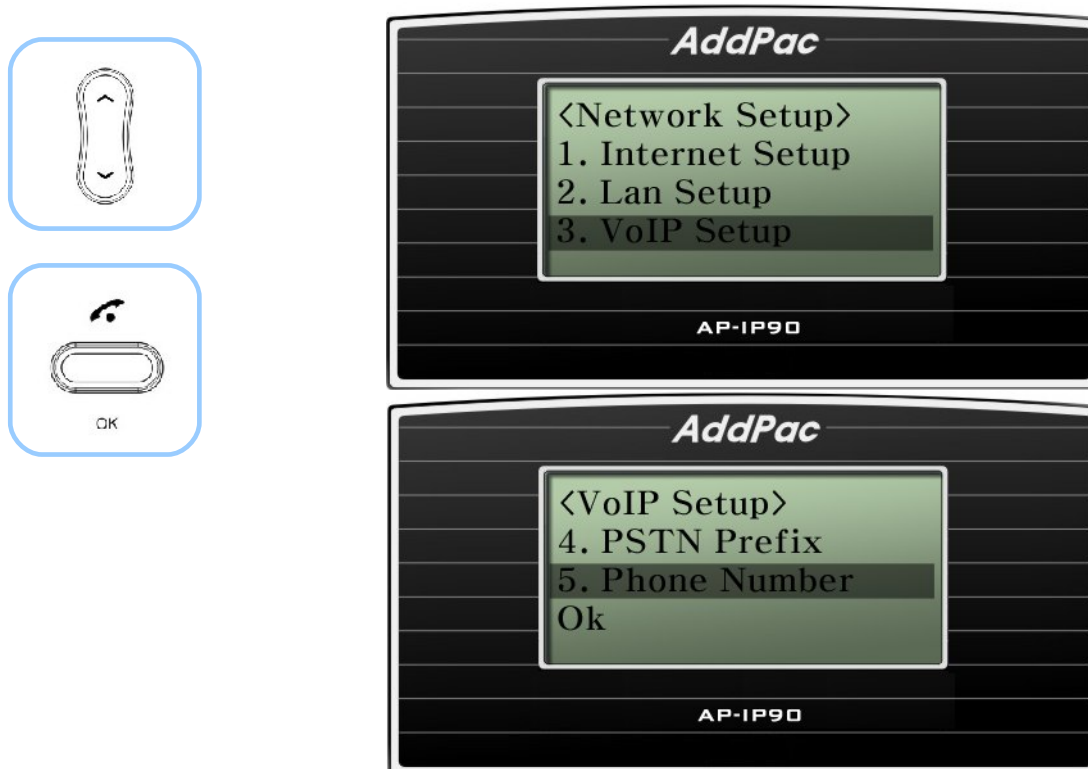 AddPac
<Network Setup>
1. Internet Setup
2. Lan Setup
3. VoIP Setup
AP-IP90
OK
AddPac
<VoIP Setup>
4. PSTN Prefix
5. Phone Number
Ok
AP-IP90